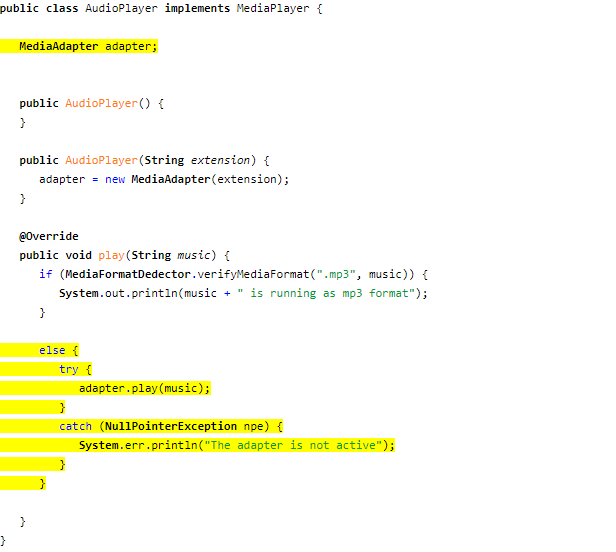 public class AudioPlayer implements MediaPlayer {
MediaAdapter adapter;
public AudioPlayer() {
}
public AudioPlayer(String extension) {
adapter = new MediaAdapter(extension);
}
@Override
public void play(String music) {
if (MediaFormatDedector.verifyMediaFormat(".mp3", music)) {
System.out.println(music + " is running as mp3 format");
}
else {
try {
adapter.play(music);
}
catch (NullPointerException npe) {
System.err.println("The adapter is not active");
}
}
}
}